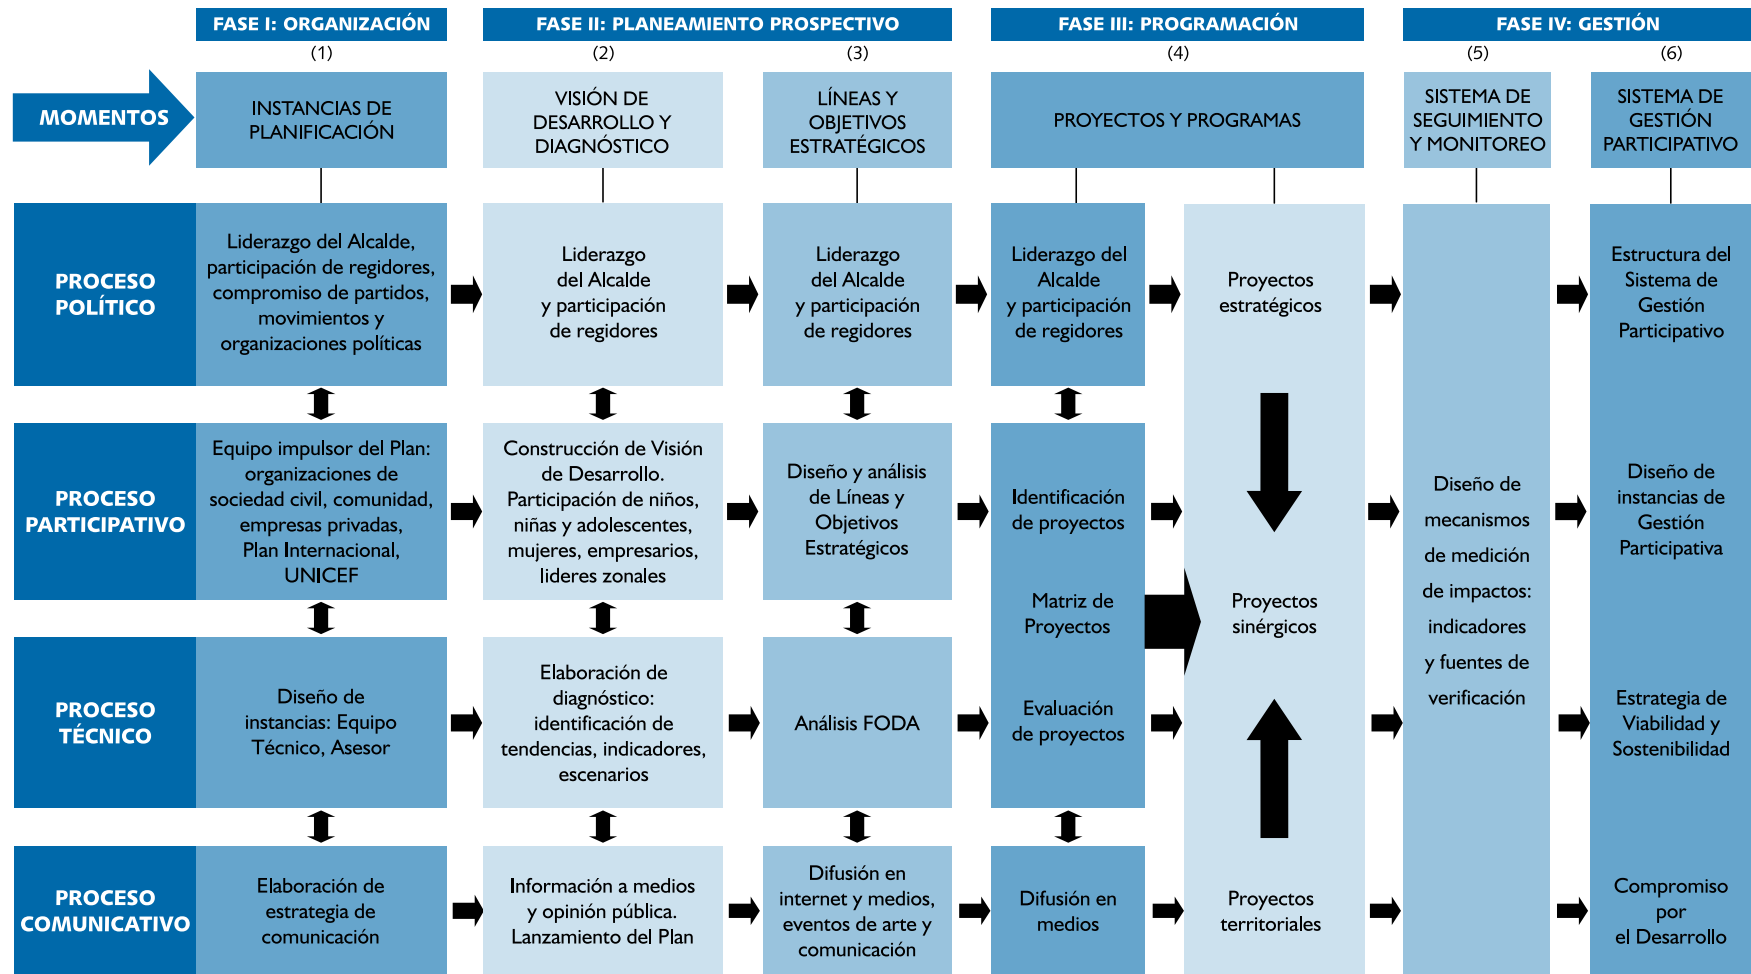 FASE I: ORGANIZACIÓN
FASE II: PLANEAMIENTO PROSPECTIVO
FASE III: PROGRAMACIÓN
FASE IV: GESTIÓN
(1)
(2)
(3)
(4)
(5)
(6)
MOMENTOS
INSTANCIAS DE
PLANIFICACIÓN
VISIÓN DE
DESARROLLO Y
DIAGNÓSTICO
LÍNEAS Y
OBJETIVOS
ESTRATÉGICOS
PROYECTOS Y PROGRAMAS
SISTEMA DE
SEGUIMIENTO
Y MONITOREO
SISTEMA DE
GESTIÓN
PARTICIPATIVO
PROCESO
POLÍTICO
Liderazgo del Alcalde,
participación de regidores,
compromiso de partidos,
movimientos y
organizaciones políticas
Liderazgo
del Alcalde
y participación
de regidores
Liderazgo
del Alcalde
y participación
de regidores
Liderazgo del
Alcalde
y participación
de regidores
Proyectos
estratégicos
Estructura del
Sistema de
Gestión
Participativo
PROCESO
PARTICIPATIVO
Equipo impulsor del Plan:
organizaciones de
sociedad civil, comunidad,
empresas privadas,
Plan Internacional,
UNICEF
Construcción de Visión
de Desarrollo.
Participación de niños,
niñas y adolescentes,
mujeres, empresarios,
lideres zonales
Diseño y análisis
de Líneas y
Objetivos
Estratégicos
Identificación
de proyectos
Matriz de
Proyectos
Proyectos
sinérgicos
Diseño de
mecanismos
de medición
de impactos:
indicadores
y fuentes de
verificación
Diseño de
instancias de
Gestión
Participativa
PROCESO
TÉCNICO
Diseño de
instancias: Equipo
Técnico, Asesor
Elaboración de
diagnóstico:
identificación de
tendencias, indicadores,
escenarios
Análisis FODA
Evaluación
de proyectos
Estrategia de
Viabilidad y
Sostenibilidad
PROCESO
COMUNICATIVO
Elaboración de
estrategia de
comunicación
Información a medios
y opinión pública.
Lanzamiento del Plan
Difusión en
internet y medios,
eventos de arte y
comunicación
Difusión en
medios
Proyectos
territoriales
Compromiso
por
el Desarrollo